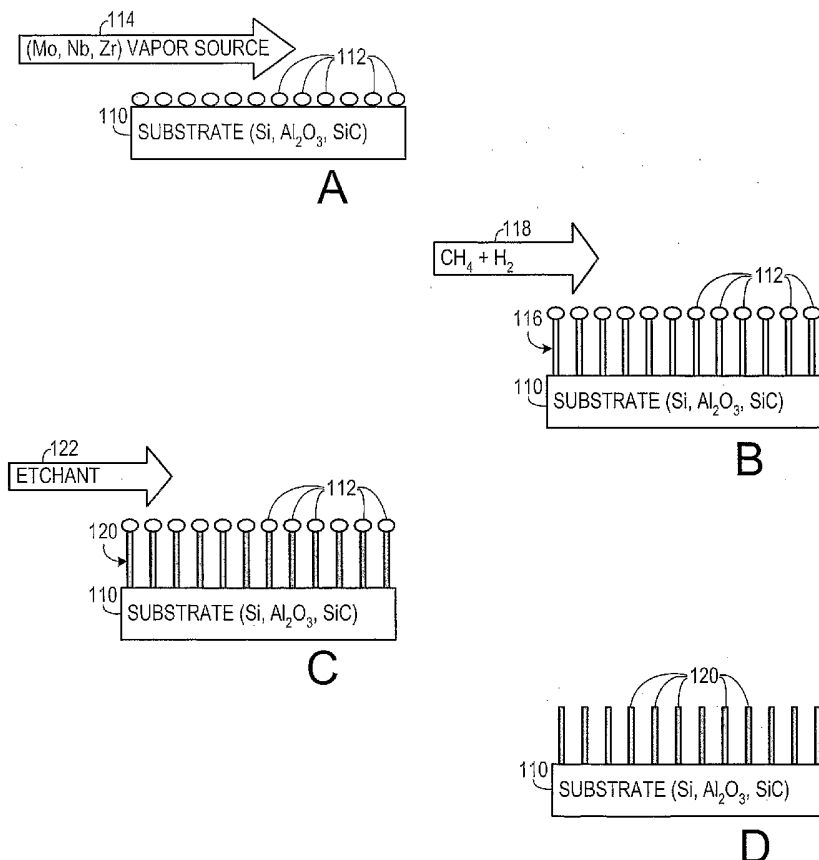 114
(Mo, Nb, Zr) VAPOR SOURCE
112
110
SUBSTRATE (Si, Al₂O₃, SiC)
A
118
CH₄ + H₂
112
116
110
SUBSTRATE (Si, Al₂O₃, SiC)
B
122
ETCHANT
112
120
110
SUBSTRATE (Si, Al₂O₃, SiC)
C
120
110
SUBSTRATE (Si, Al₂O₃, SiC)
D